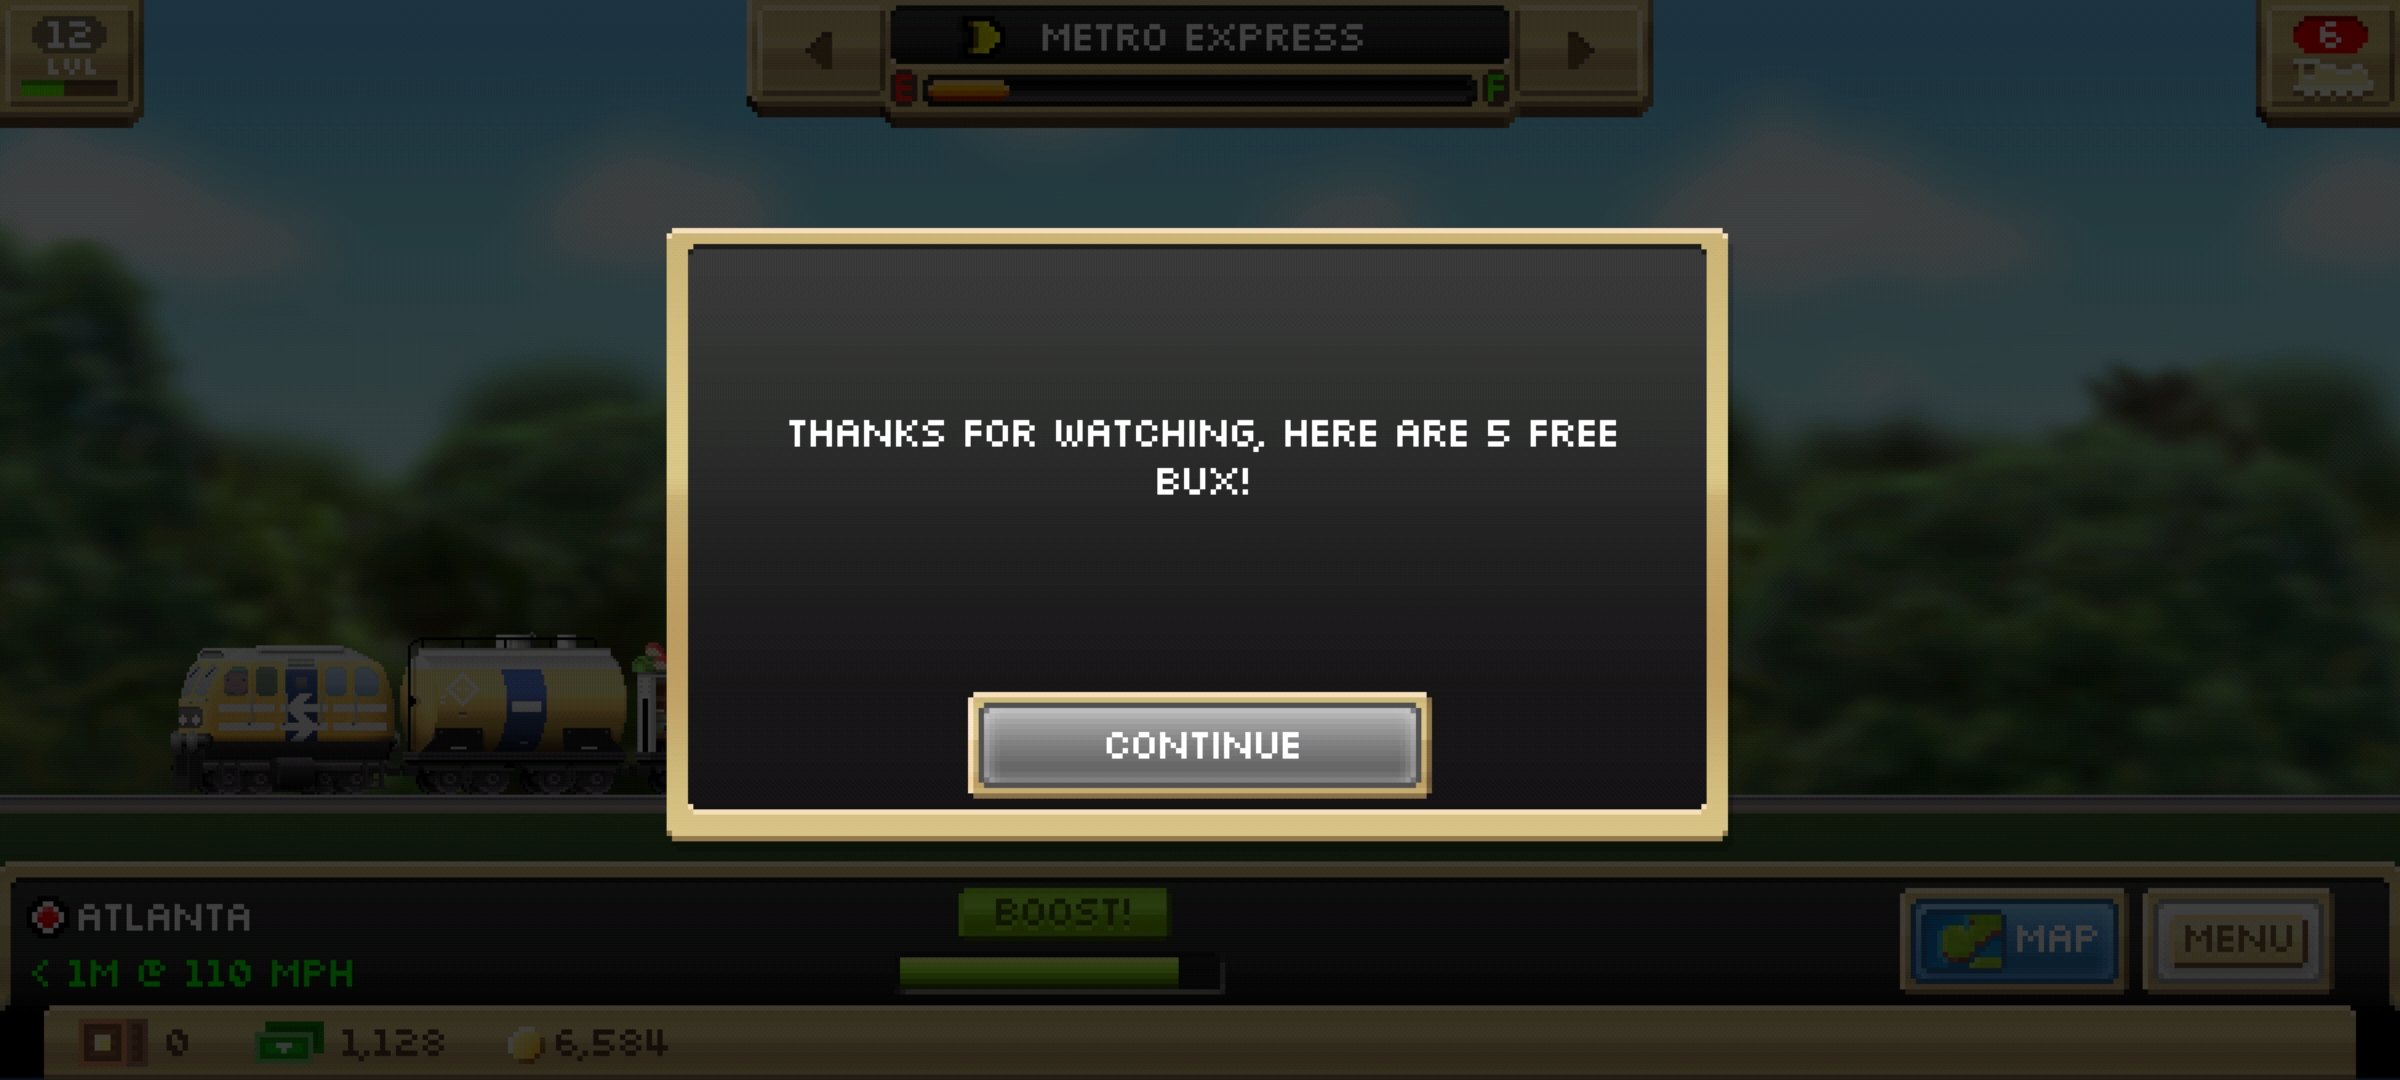 12
LVL
METRO EXPRESS
E
F
6
THANKS FOR WATCHING, HERE ARE 5 FREE
BUX!
CONTINUE
ATLANTA
< 1M @ 110 MPH
BOOST!
MAP
MENU
0
1,128
6,584